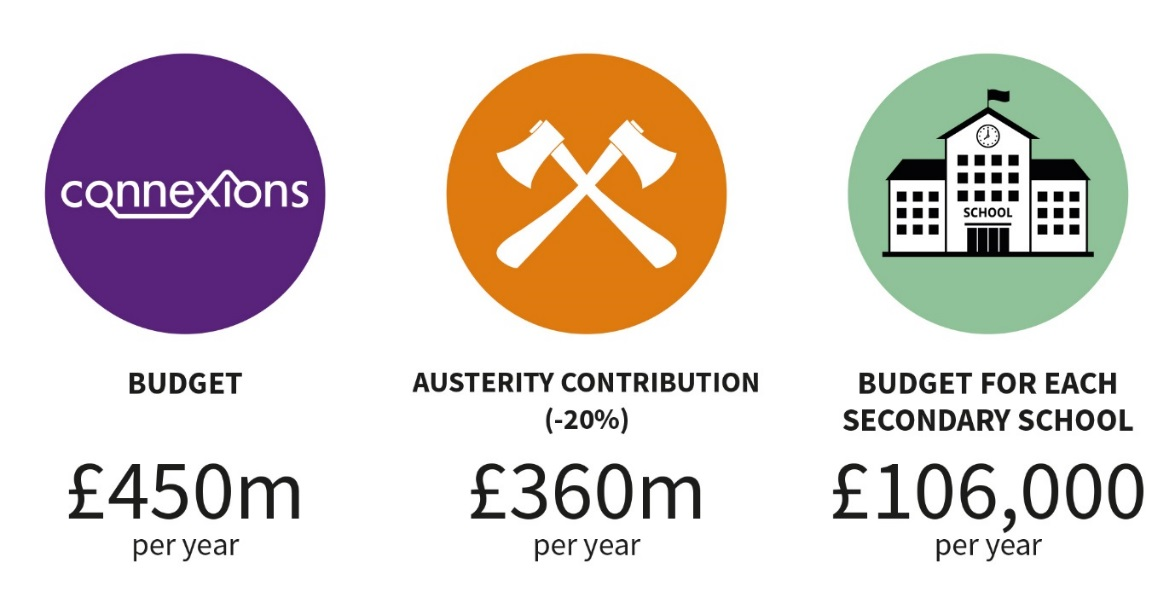 connexions
BUDGET
£450m
per year
AUSTERITY CONTRIBUTION
(-20%)
£360m
per year
SCHOOL
BUDGET FOR EACH
SECONDARY SCHOOL
£106,000
per year